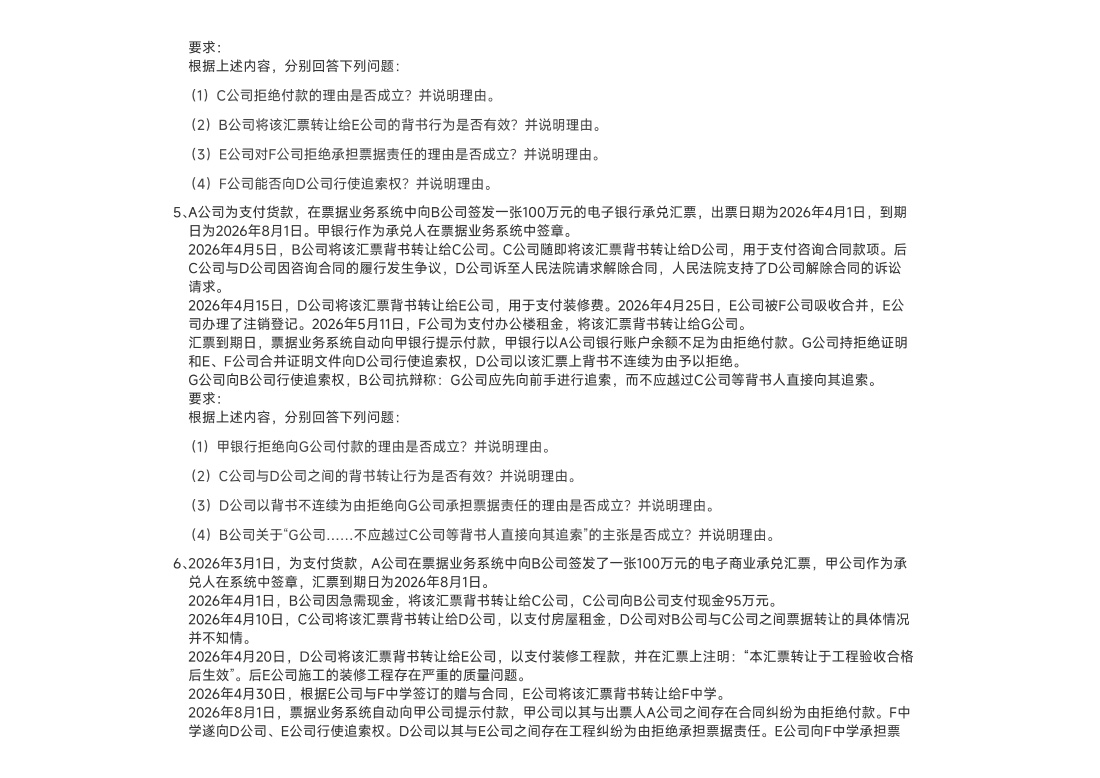 要求：
根据上述内容，分别回答下列问题：
（1）C公司拒绝付款的理由是否成立？并说明理由。
（2）B公司将该汇票转让给E公司的背书行为是否有效？并说明理由。
（3）E公司对F公司拒绝承担票据责任的理由是否成立？并说明理由。
（4）F公司能否向D公司行使追索权？并说明理由。
5、A公司为支付货款，在票据业务系统中向B公司签发一张100万元的电子银行承兑汇票，出票日期为2026年4月1日，到期
日为2026年8月1日。甲银行作为承兑人在票据业务系统中签章。
2026年4月5日，B公司将该汇票背书转让给C公司。C公司随即将该汇票背书转让给D公司，用于支付咨询合同款项。后
C公司与D公司因咨询合同的履行发生争议，D公司诉至人民法院请求解除合同，人民法院支持了D公司解除合同的诉讼
请求。
2026年4月15日，D公司将该汇票背书转让给E公司，用于支付装修费。2026年4月25日，E公司被F公司吸收合并，E公
司办理了注销登记。2026年5月11日，F公司为支付办公楼租金，将该汇票背书转让给G公司。
汇票到期日，票据业务系统自动向甲银行提示付款，甲银行以A公司银行账户余额不足为由拒绝付款。G公司持拒绝证明
和E、F公司合并证明文件向D公司行使追索权，D公司以该汇票上背书不连续为由予以拒绝。
G公司向B公司行使追索权，B公司抗辩称：G公司应先向前手进行追索，而不应越过C公司等背书人直接向其追索。
要求：
根据上述内容，分别回答下列问题：
（1）甲银行拒绝向G公司付款的理由是否成立？并说明理由。
（2）C公司与D公司之间的背书转让行为是否有效？并说明理由。
（3）D公司以背书不连续为由拒绝向G公司承担票据责任的理由是否成立？并说明理由。
（4）B公司关于“G公司……不应越过C公司等背书人直接向其追索”的主张是否成立？并说明理由。
6、2026年3月1日，为支付货款，A公司在票据业务系统中向B公司签发了一张100万元的电子商业承兑汇票，甲公司作为承
兑人在系统中签章，汇票到期日为2026年8月1日。
2026年4月1日，B公司因急需现金，将该汇票背书转让给C公司，C公司向B公司支付现金95万元。
2026年4月10日，C公司将该汇票背书转让给D公司，以支付房屋租金，D公司对B公司与C公司之间票据转让的具体情况
并不知情。
2026年4月20日，D公司将该汇票背书转让给E公司，以支付装修工程款，并在汇票上注明：“本汇票转让于工程验收合格
后生效”。后E公司施工的装修工程存在严重的质量问题。
2026年4月30日，根据E公司与F中学签订的赠与合同，E公司将该汇票背书转让给F中学。
2026年8月1日，票据业务系统自动向甲公司提示付款，甲公司以其与出票人A公司之间存在合同纠纷为由拒绝付款。F中
学遂向D公司、E公司行使追索权。D公司以其与E公司之间存在工程纠纷为由拒绝承担票据责任。E公司向F中学承担票